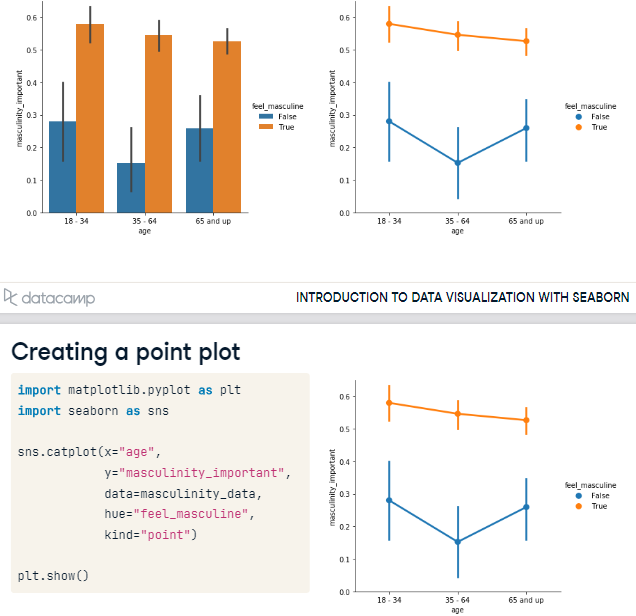 0.6
0.5
0.4
0.3
0.2
0.1
0.0
masculinity_important
18 - 34
35 - 64
65 and up
age
feel_masculine
False
True
0.6
0.5
0.4
0.3
0.2
0.1
0.0
masculinity_important
18 - 34
35 - 64
65 and up
age
feel_masculine
False
True
datacamp
INTRODUCTION TO DATA VISUALIZATION WITH SEABORN
Creating a point plot
import matplotlib.pyplot as plt
import seaborn as sns
sns.catplot(x="age",
y="masculinity_important",
data=masculinity_data,
hue="feel_masculine",
kind="point")
plt.show()
0.6
0.5
0.4
0.3
0.2
0.1
0.0
masculinity_important
18 - 34
35 - 64
65 and up
age
feel_masculine
False
True